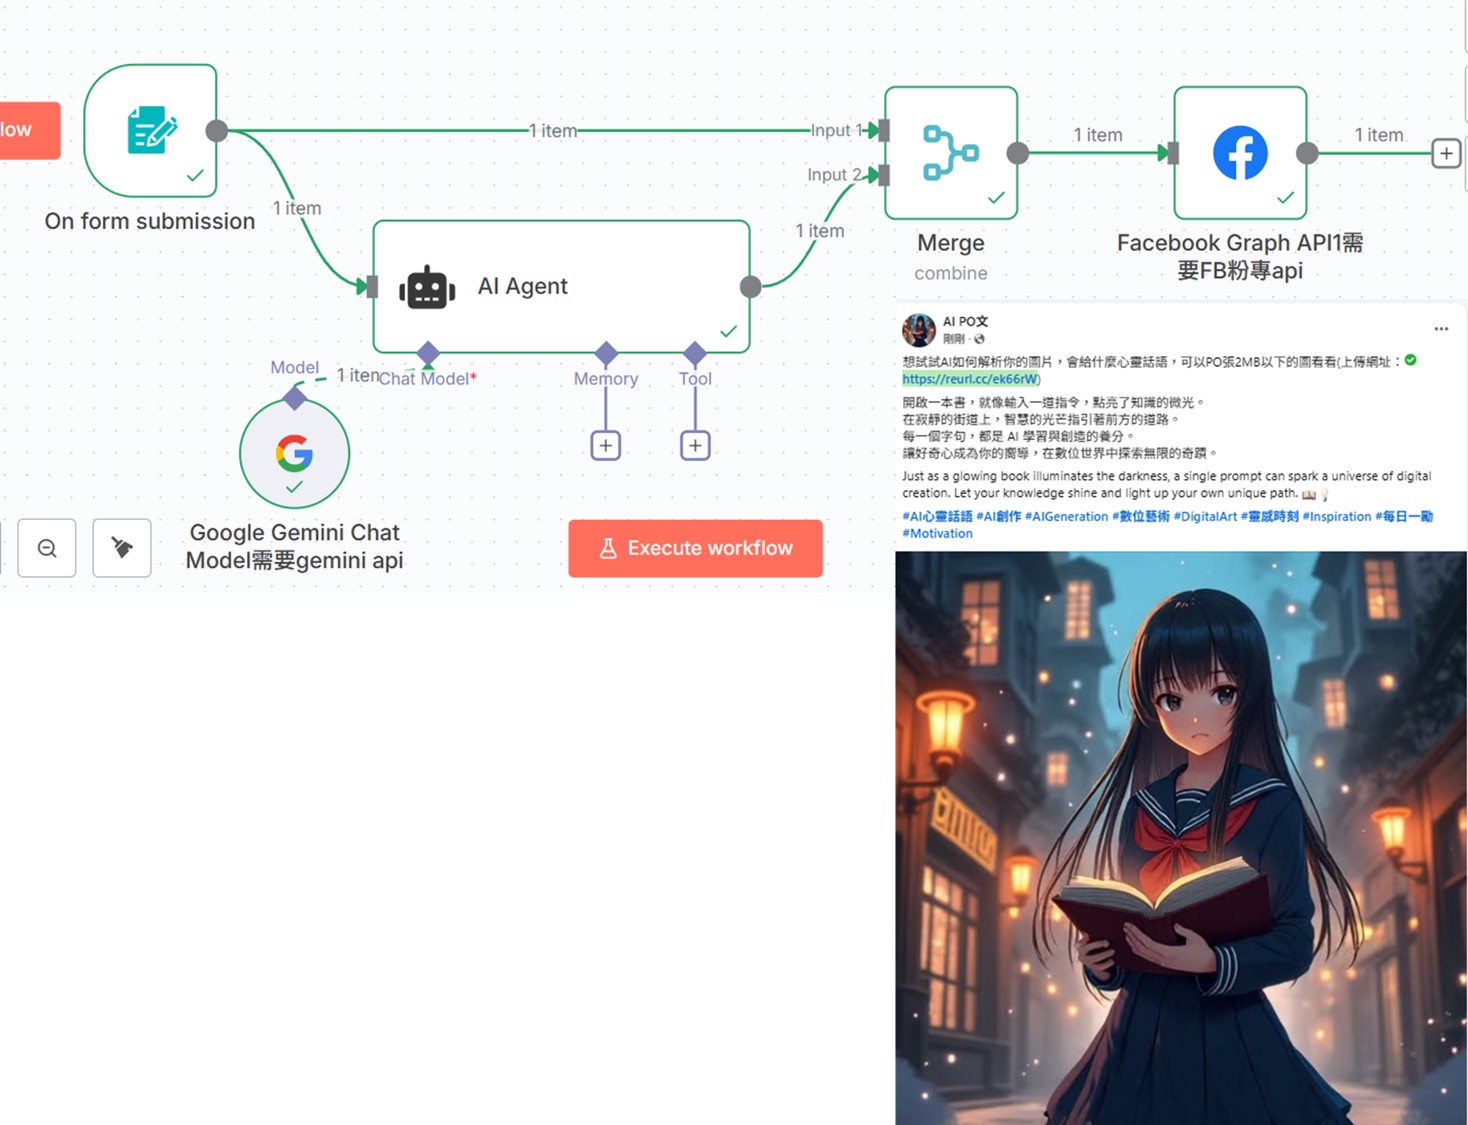 low
On form submission
1 item
1 item
Input 1
Input 2
1 item
AI Agent
Model
1 item
Chat Model*
Memory
Tool
Google Gemini Chat
Model需要gemini api
Execute workflow
Merge
combine
1 item
Facebook Graph API1需
要FB粉專api
1 item
AI PO文
剛剛 ·
想試試AI如何解析你的圖片，會給什麼心靈話語，可以PO張2MB以下的圖看看(上傳網址：
https://reurl.cc/ek66rW)
開啟一本書，就像輸入一道指令，點亮了知識的微光。
在寂靜的街道上，智慧的光芒指引著前方的道路。
每一個字句，都是 AI 學習與創造的養分。
讓好奇心成為你的嚮導，在數位世界中探索無限的奇蹟。
Just as a glowing book illuminates the darkness, a single prompt can spark a universe of digital
creation. Let your knowledge shine and light up your own unique path.
#AI心靈話語 #AI創作 #AIGeneration #數位藝術 #DigitalArt #靈感時刻 #Inspiration #每日一勵
#Motivation